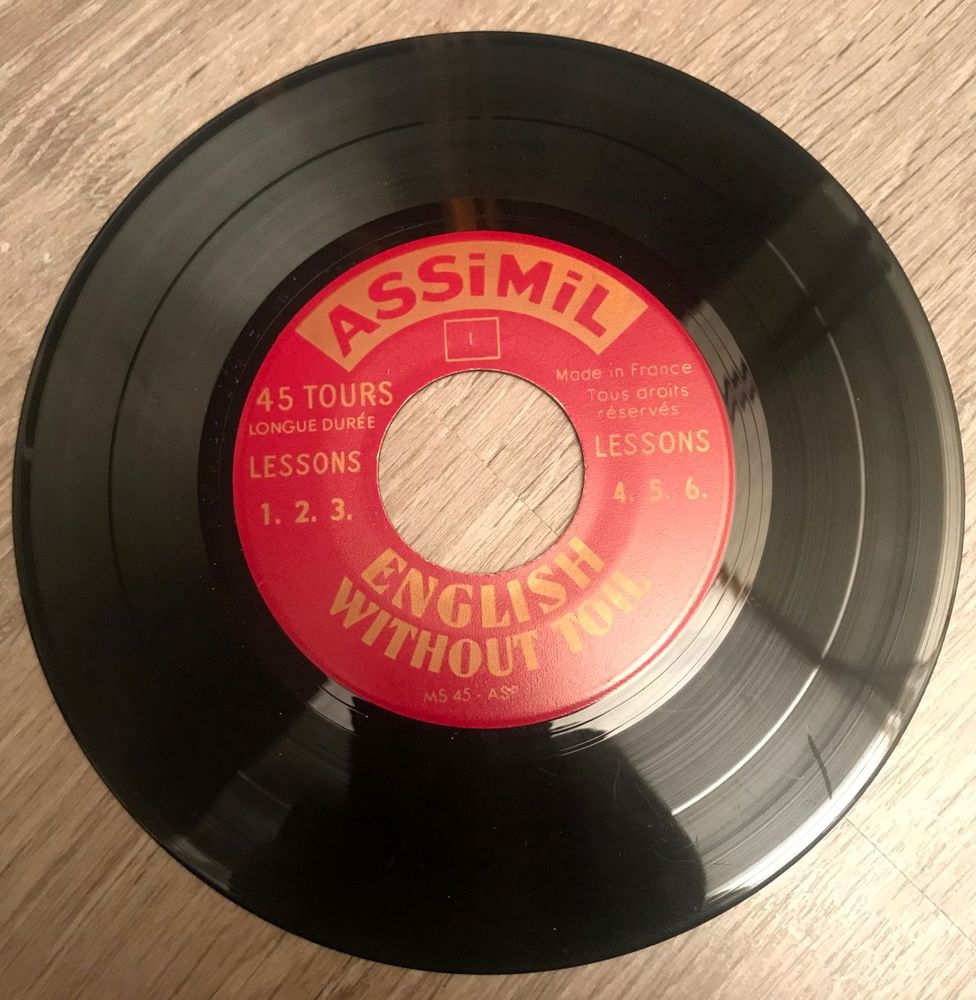 ASSiMiL
1
45 TOURS
LONGUE DURÉE
LESSONS
1. 2. 3.
Made in France
Tous droits
réservés
LESSONS
4. 5. 6.
ENGLISH
WITHOUT TOIL
MS 45 - ASP